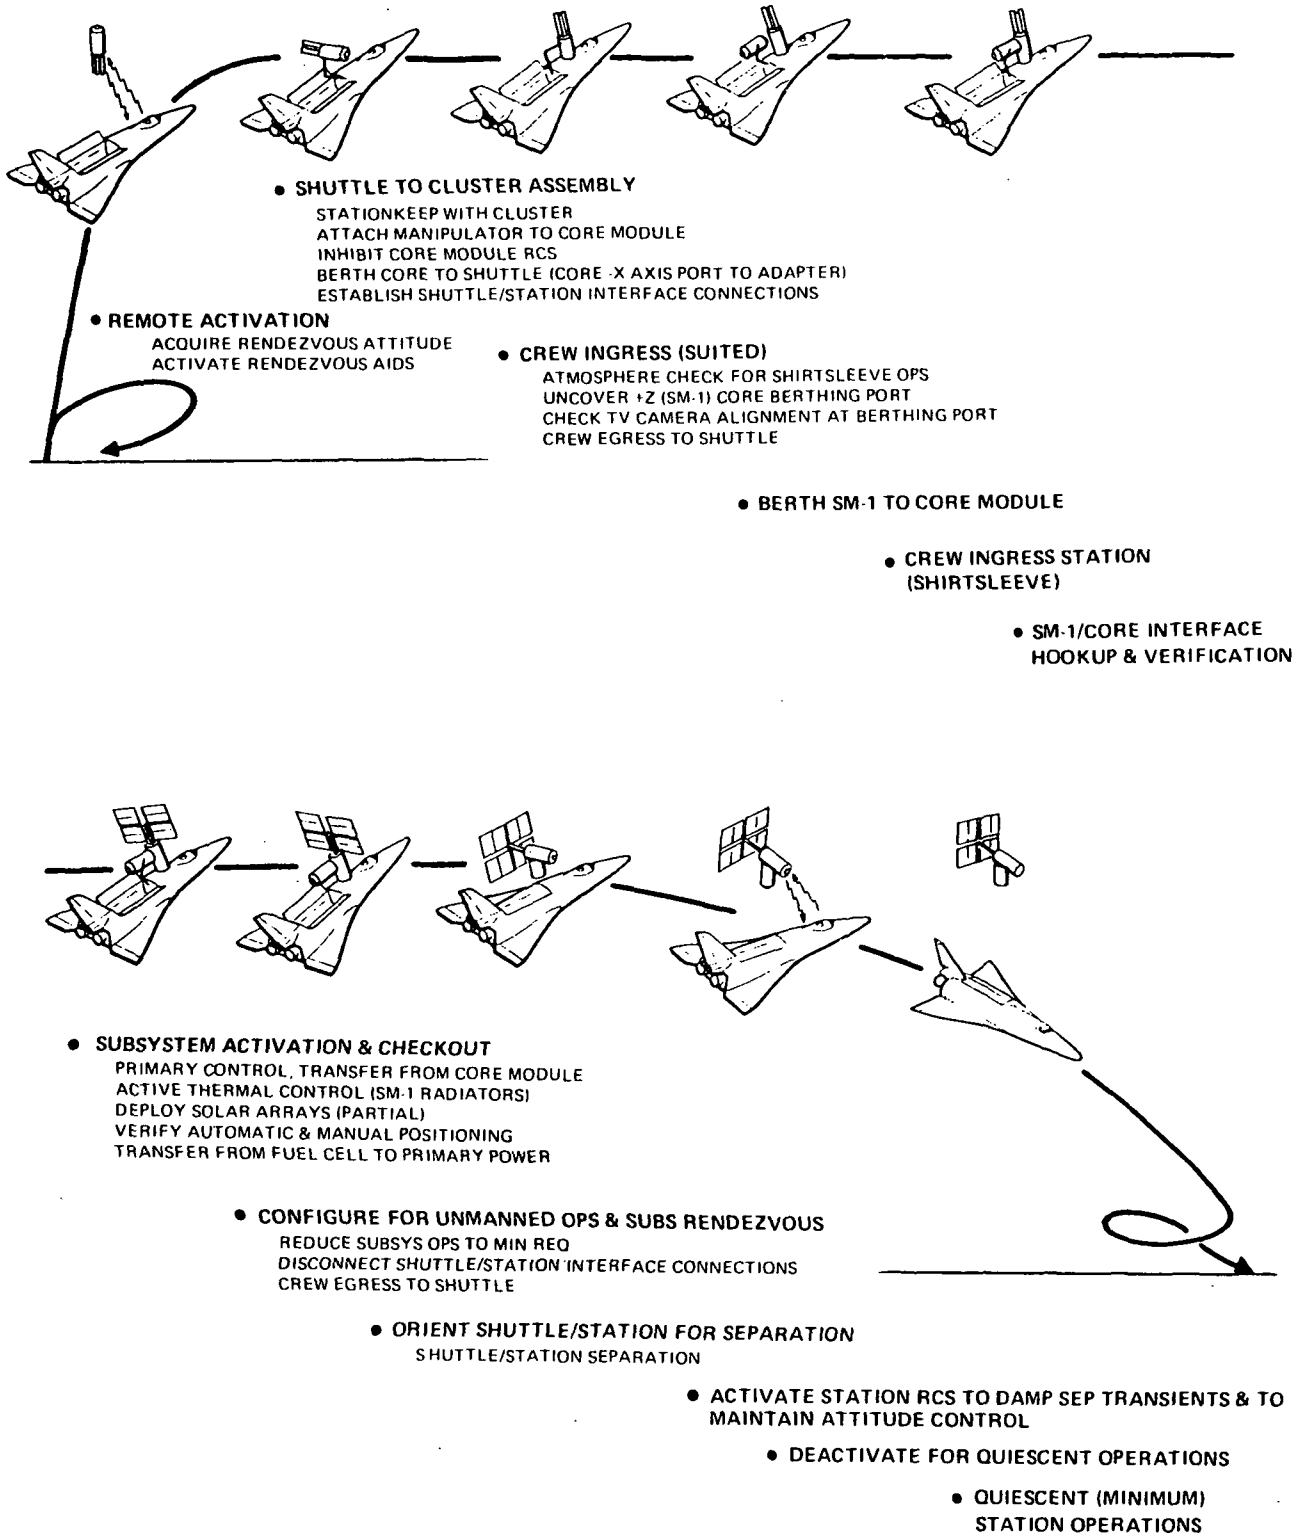 ● SHUTTLE TO CLUSTER ASSEMBLY
STATIONKEEP WITH CLUSTER
ATTACH MANIPULATOR TO CORE MODULE
INHIBIT CORE MODULE RCS
BERTH CORE TO SHUTTLE (CORE -X AXIS PORT TO ADAPTER)
ESTABLISH SHUTTLE/STATION INTERFACE CONNECTIONS
● REMOTE ACTIVATION
ACQUIRE RENDEZVOUS ATTITUDE
ACTIVATE RENDEZVOUS AIDS
● CREW INGRESS (SUITED)
ATMOSPHERE CHECK FOR SHIRTSLEEVE OPS
UNCOVER +Z (SM-1) CORE BERTHING PORT
CHECK TV CAMERA ALIGNMENT AT BERTHING PORT
CREW EGRESS TO SHUTTLE
● BERTH SM-1 TO CORE MODULE
● CREW INGRESS STATION
(SHIRTSLEEVE)
● SM-1/CORE INTERFACE
HOOKUP & VERIFICATION
● SUBSYSTEM ACTIVATION & CHECKOUT
PRIMARY CONTROL, TRANSFER FROM CORE MODULE
ACTIVE THERMAL CONTROL (SM-1 RADIATORS)
DEPLOY SOLAR ARRAYS (PARTIAL)
VERIFY AUTOMATIC & MANUAL POSITIONING
TRANSFER FROM FUEL CELL TO PRIMARY POWER
● CONFIGURE FOR UNMANNED OPS & SUBS RENDEZVOUS
REDUCE SUBSYS OPS TO MIN REQ
DISCONNECT SHUTTLE/STATION INTERFACE CONNECTIONS
CREW EGRESS TO SHUTTLE
● ORIENT SHUTTLE/STATION FOR SEPARATION
SHUTTLE/STATION SEPARATION
● ACTIVATE STATION RCS TO DAMP SEP TRANSIENTS & TO
MAINTAIN ATTITUDE CONTROL
● DEACTIVATE FOR QUIESCENT OPERATIONS
● QUIESCENT (MINIMUM)
STATION OPERATIONS